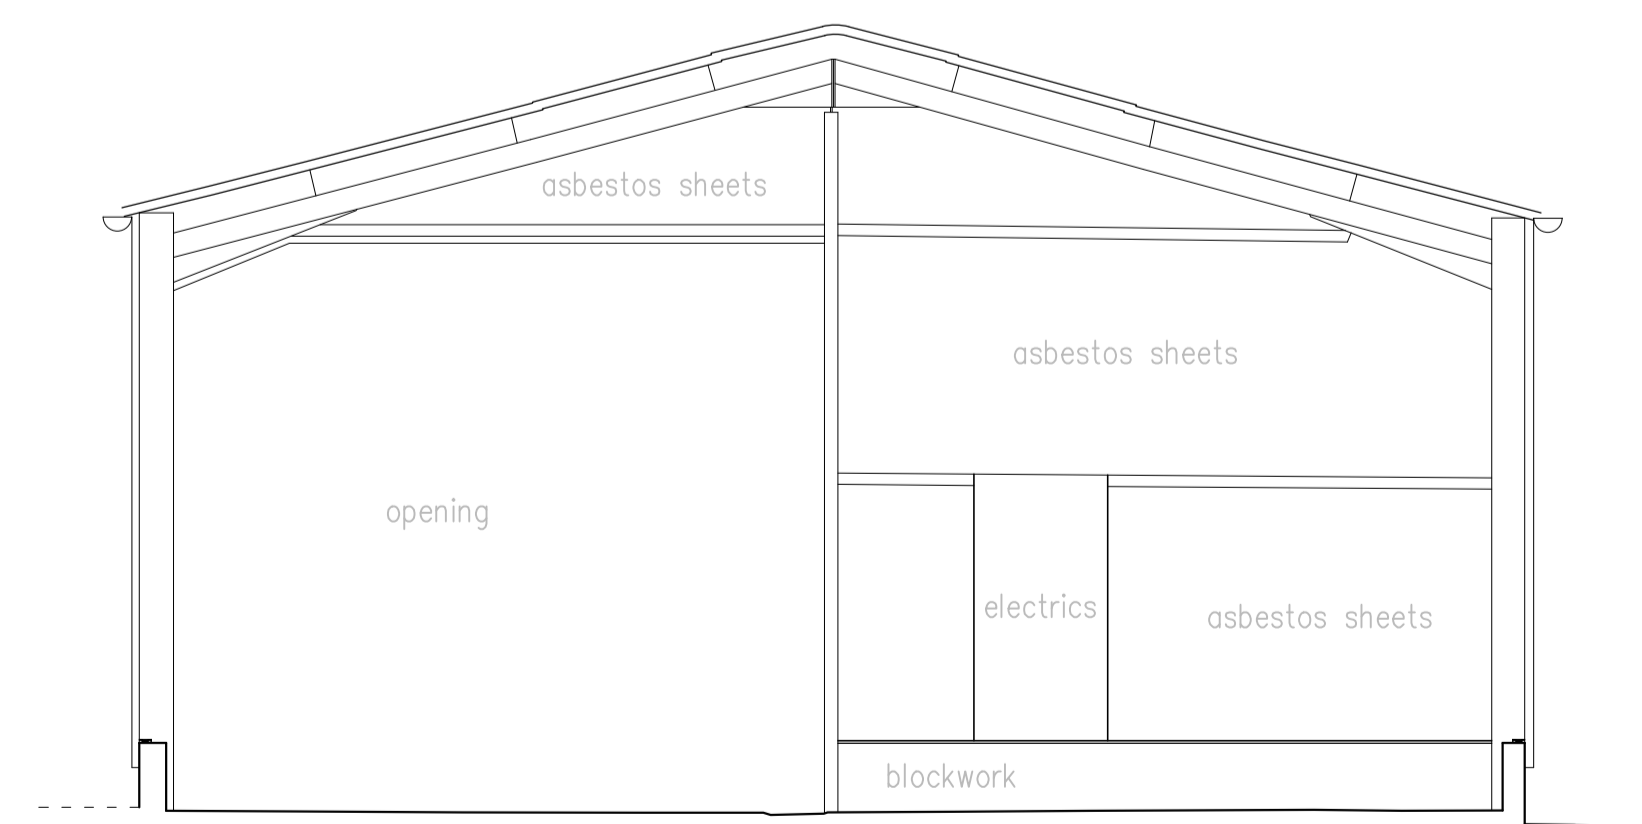 asbestos sheets
asbestos sheets
opening
electrics
asbestos sheets
blockwork